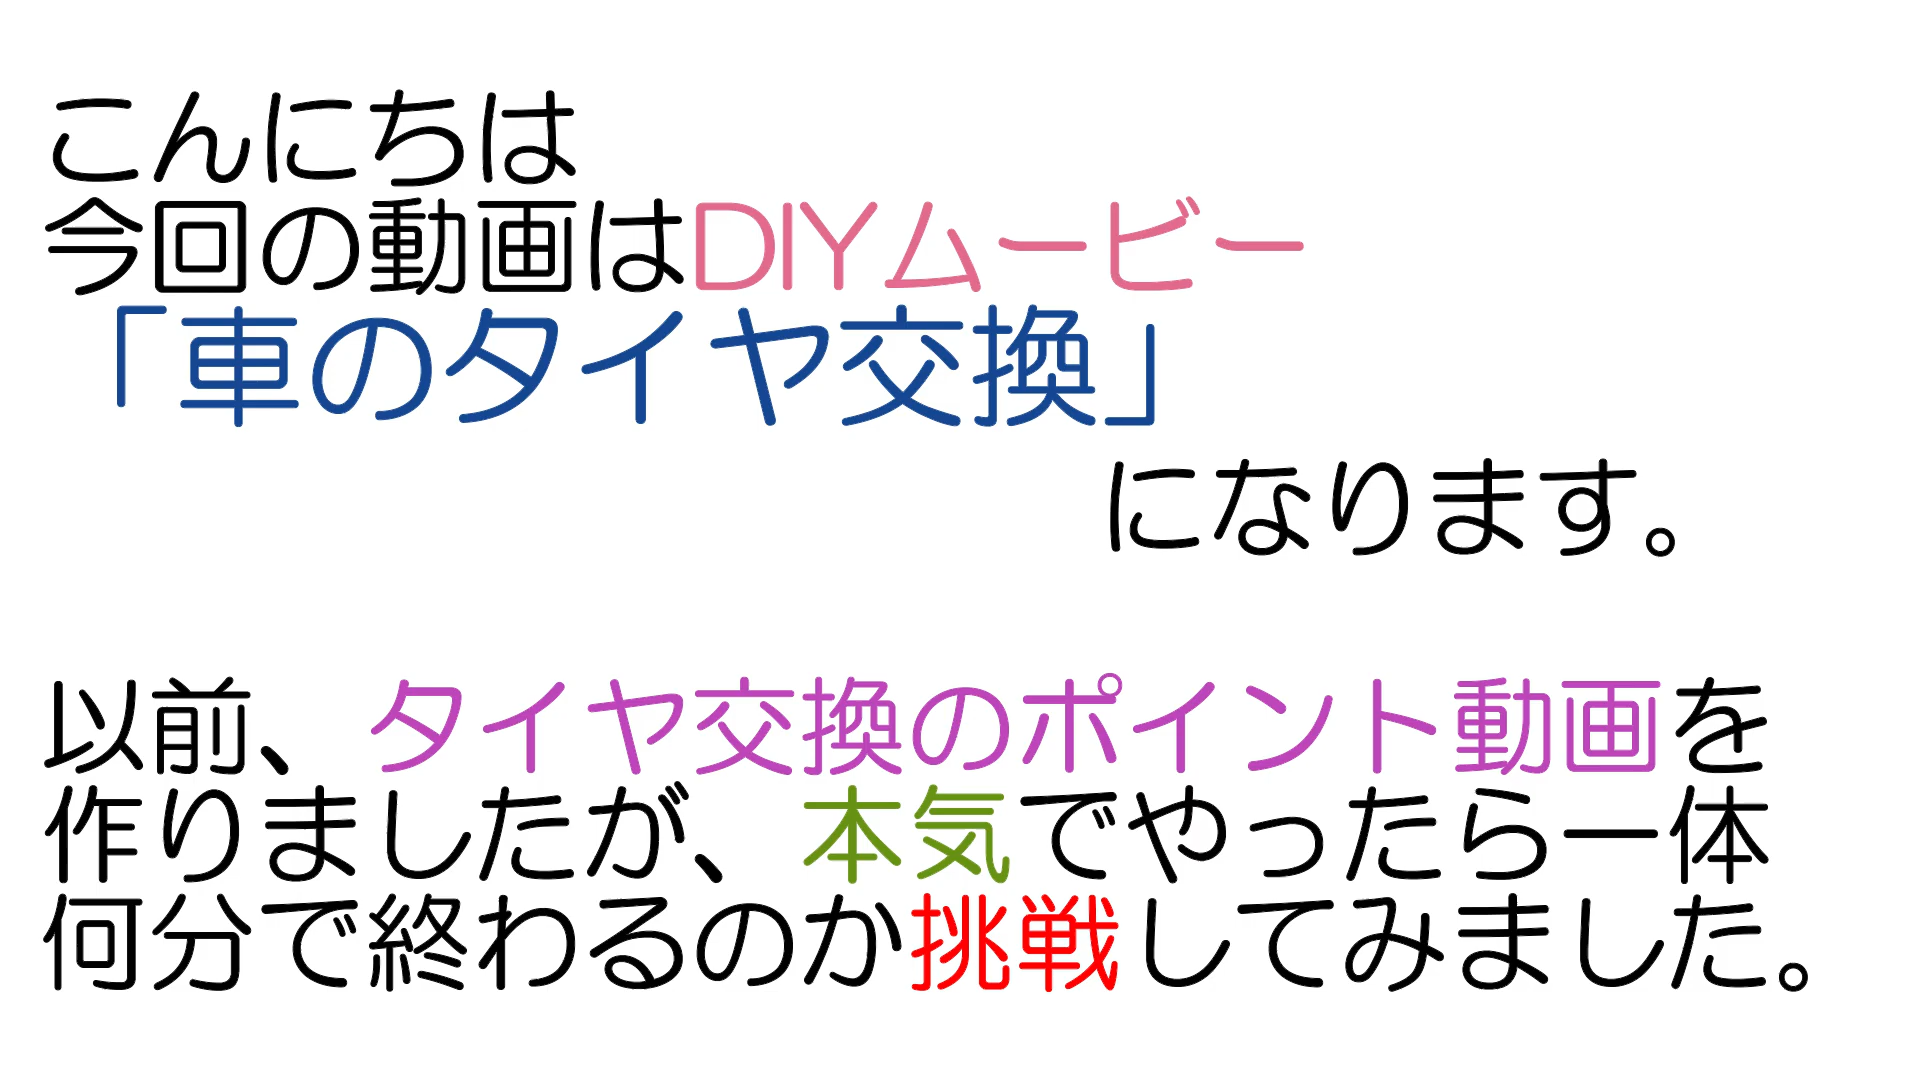 こんにちは
今回の動画はDIYムービー
「車のタイヤ交換」
になります。
以前、タイヤ交換のポイント動画を
作りましたが、本気でやったら一体
何分で終わるのか挑戦してみました。